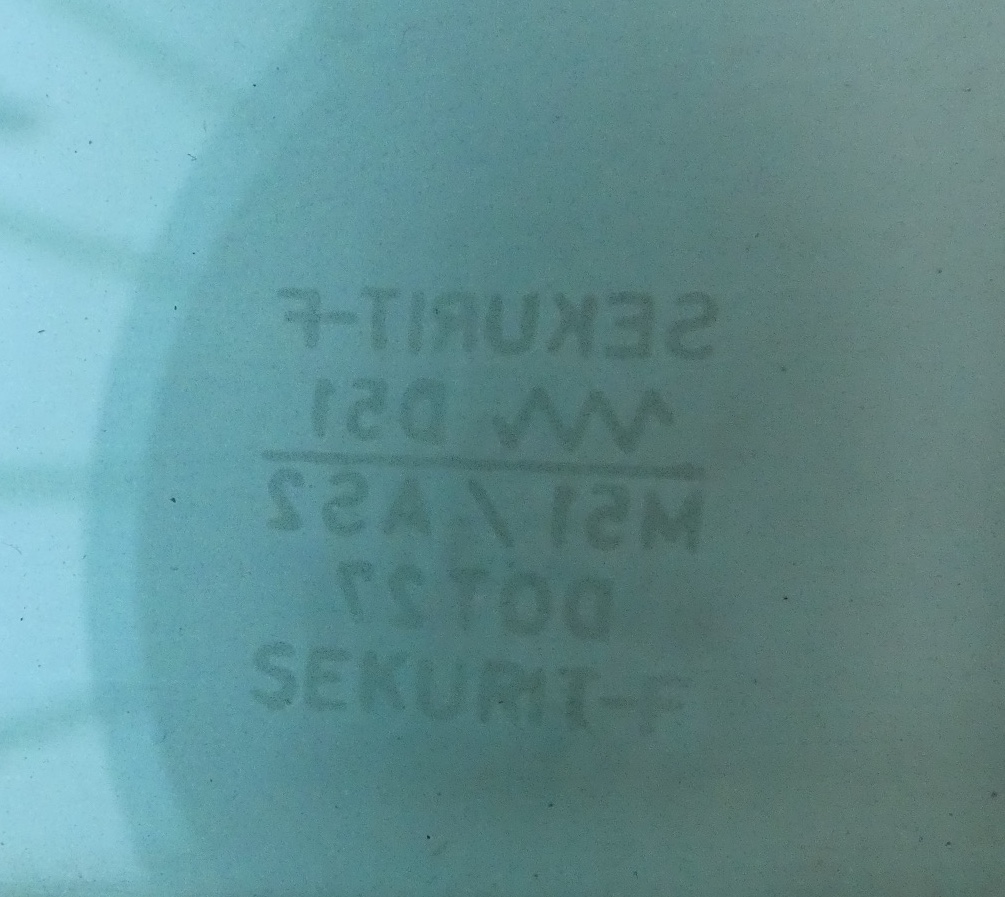 SEKURIT-F
D51
M51 / AS2
DOT27
SEKURIT-F